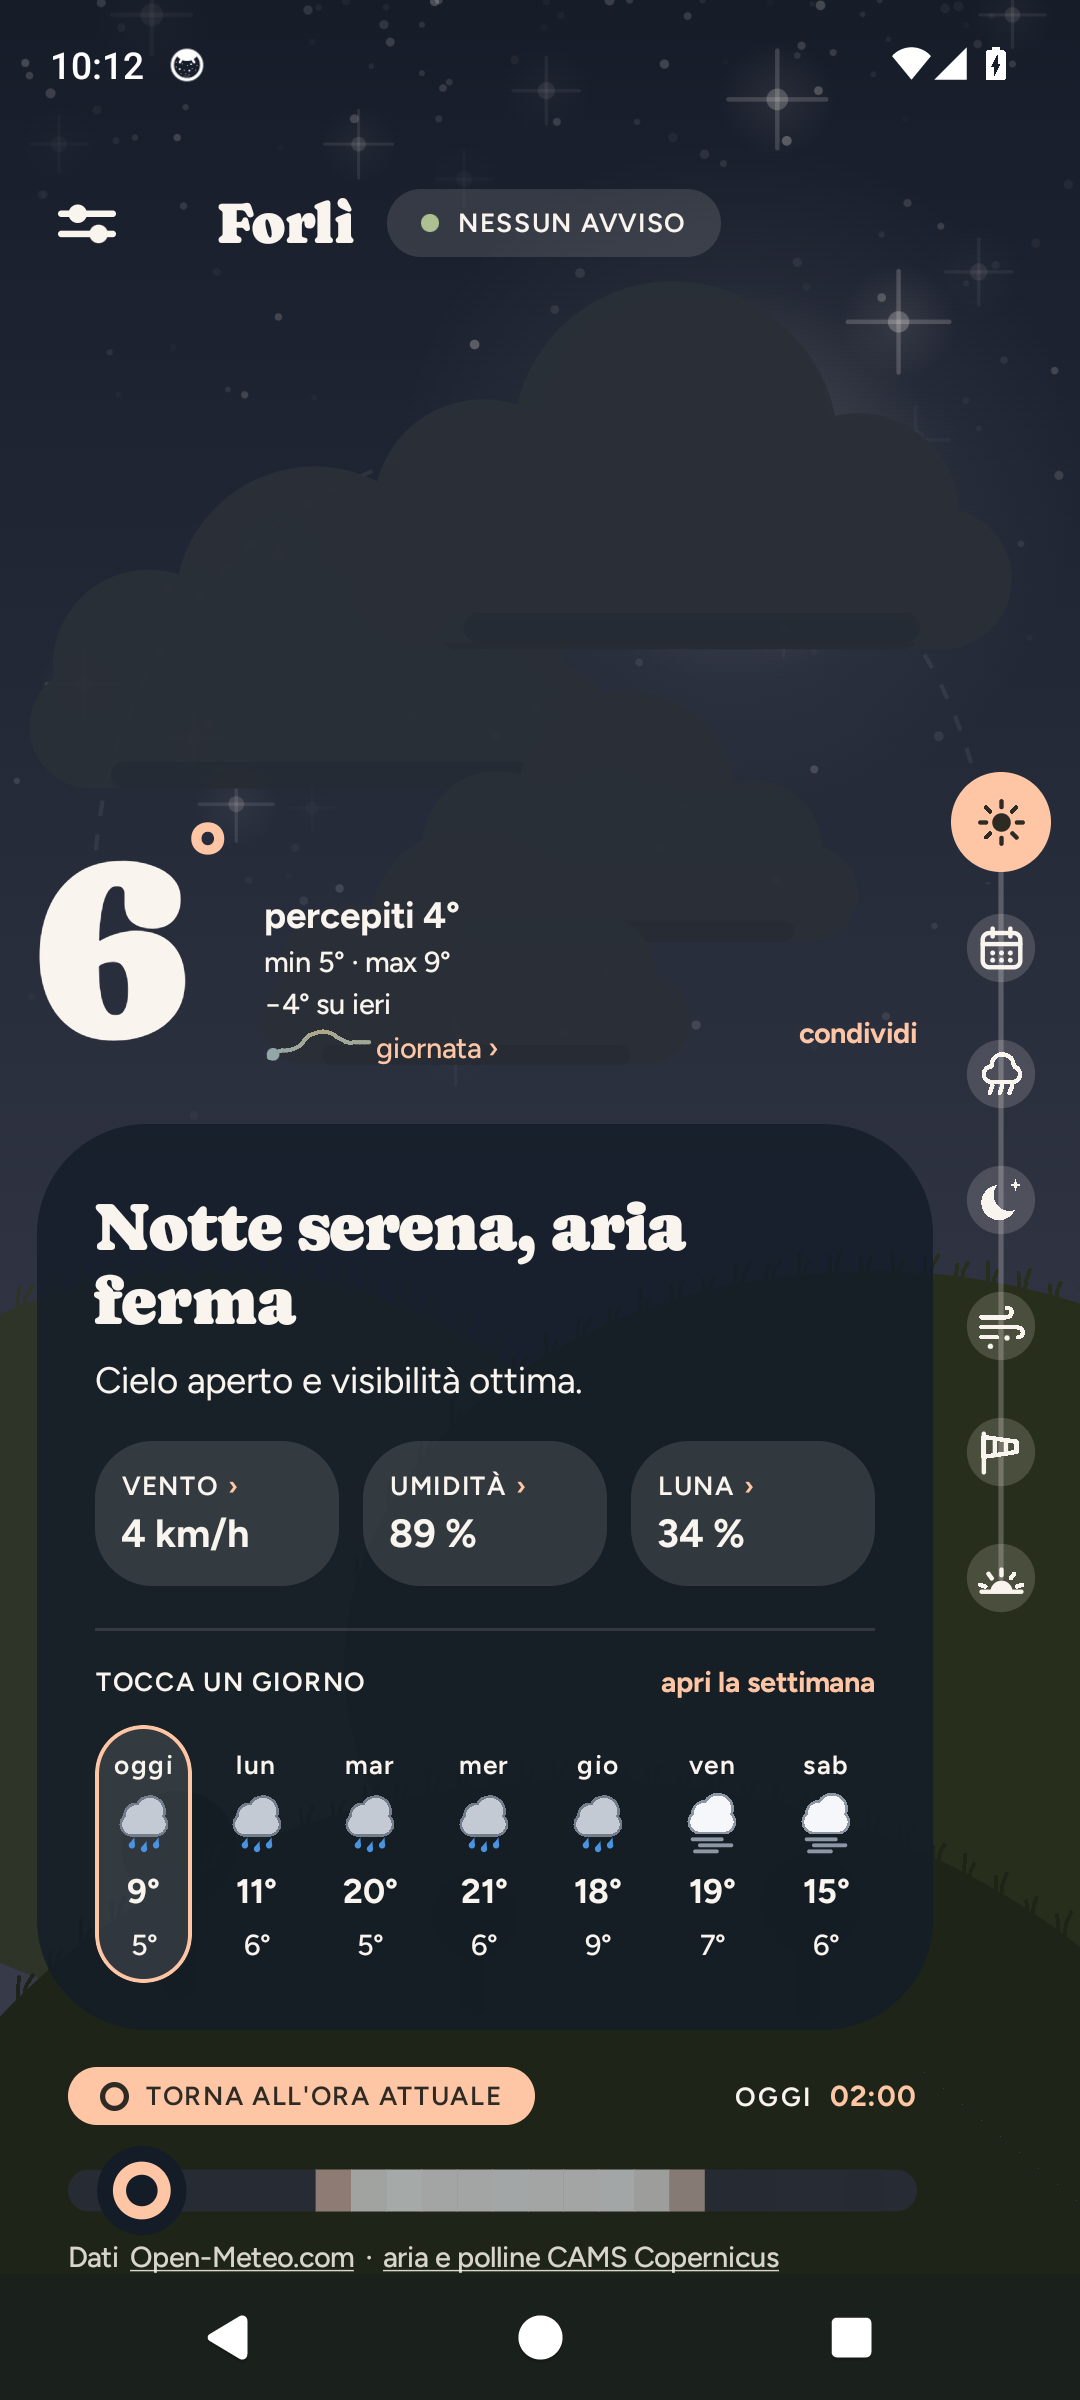 10:12
Forlì
NESSUN AVVISO
6°
percepiti 4°
min 5° · max 9°
−4° su ieri
giornata ›
condividi
Notte serena, aria
ferma
Cielo aperto e visibilità ottima.
VENTO › UMIDITÀ › LUNA ›
4 km/h 89 % 34 %
TOCCA UN GIORNO apri la settimana
oggi lun mar mer gio ven sab
9° 11° 20° 21° 18° 19° 15°
5° 6° 5° 6° 9° 7° 6°
TORNA ALL'ORA ATTUALE OGGI 02:00
Dati Open-Meteo.com · aria e polline CAMS Copernicus